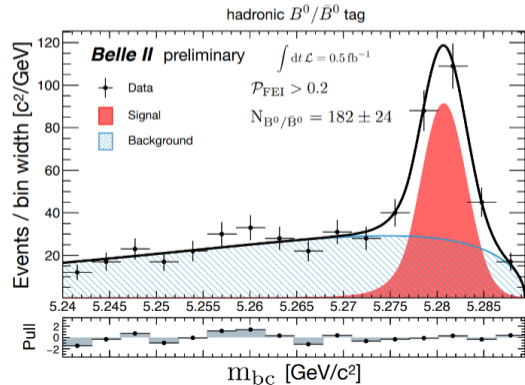 hadronic B⁰/B̄⁰ tag
Belle II preliminary
∫ dt 𝓛 = 0.5 fb⁻¹
Data
𝒫FEI > 0.2
Signal
N_B⁰/B̄⁰ = 182 ± 24
Background
Events / bin width [c²/GeV]
120
100
80
60
40
20
5.24 5.245 5.25 5.255 5.26 5.265 5.27 5.275 5.28 5.285
Pull
2
0
−2
m_bc [GeV/c²]